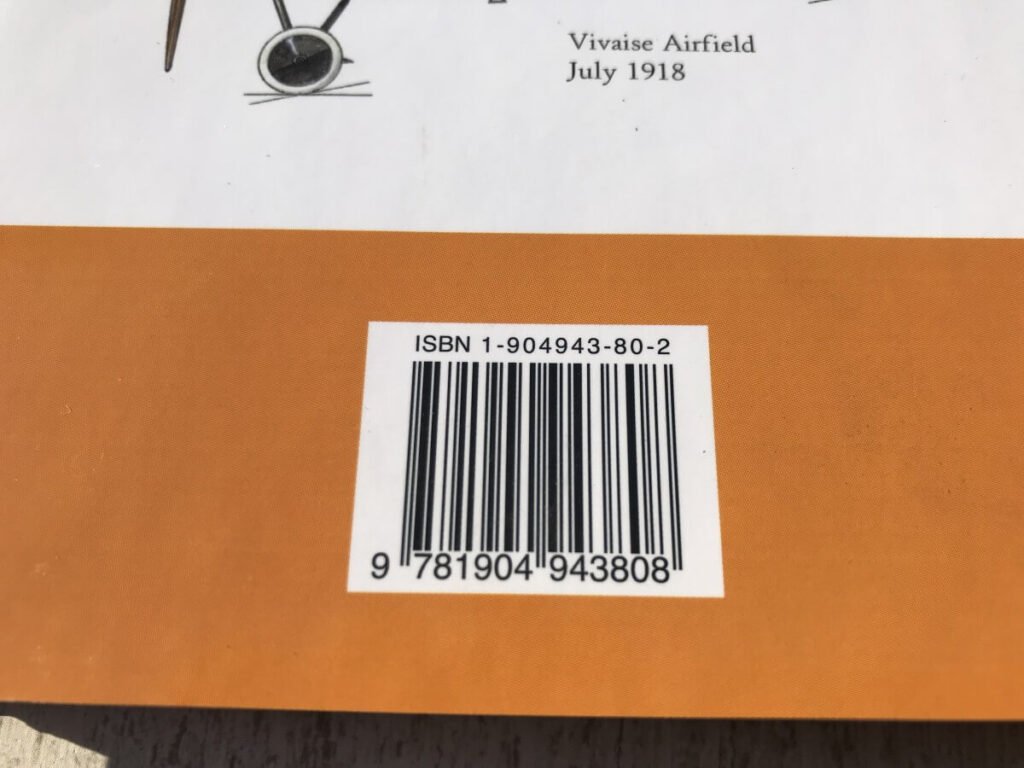 Vivaise Airfield
July 1918
ISBN 1-904943-80-2
9 781904 943808